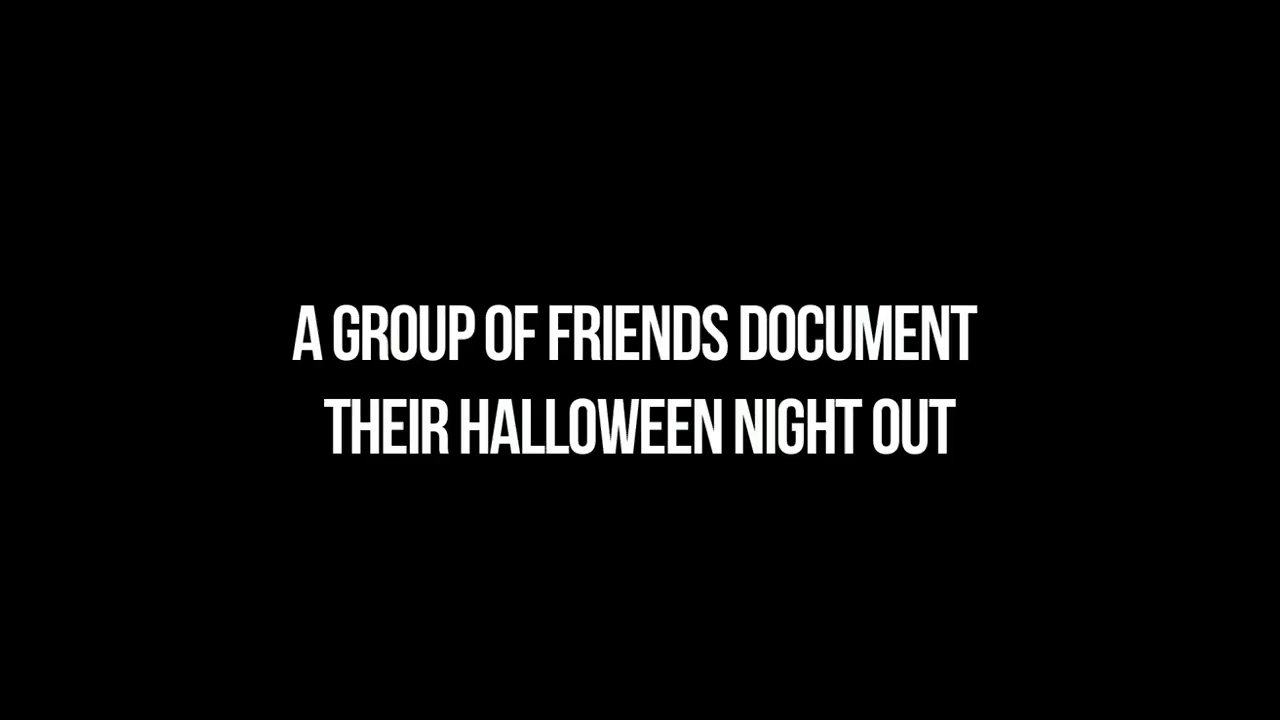 A GROUP OF FRIENDS DOCUMENT
THEIR HALLOWEEN NIGHT OUT